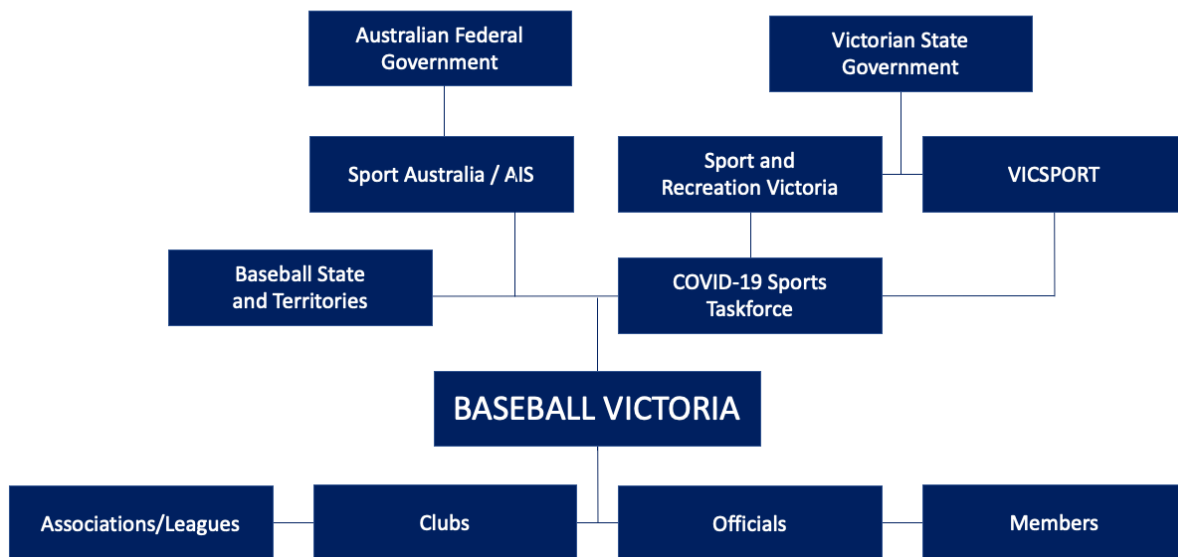 Australian Federal
Government
Victorian State
Government
Sport Australia / AIS
Sport and
Recreation Victoria
VICSPORT
Baseball State
and Territories
COVID-19 Sports
Taskforce
BASEBALL VICTORIA
Associations/Leagues
Clubs
Officials
Members